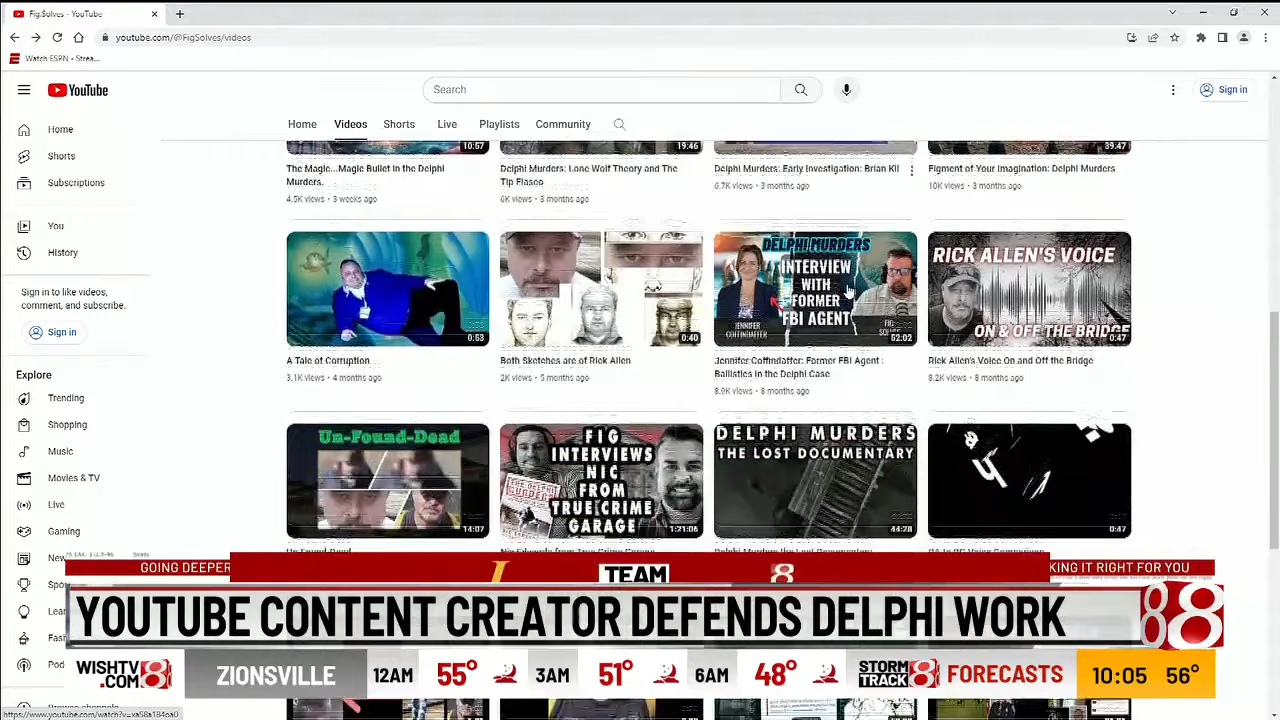 Fig.Solves - YouTube
youtube.com/@FigSolves/videos
Watch ESPN - Strea...
YouTube
Search
Sign in
Home
Videos
Shorts
Live
Playlists
Community
Home
Shorts
Subscriptions
You
History
Sign in to like videos,
comment, and subscribe.
Sign in
Explore
Trending
Shopping
Music
Movies & TV
Live
Gaming
10:57
19:46
39:47
The Magic...Magic Bullet in the Delphi
Murders.
4.5K views • 3 weeks ago
Delphi Murders: Lone Wolf Theory and The
Tip Fiasco
Delphi Murders: Early Investigation: Brian Kil
6.7K views • 3 months ago
Figment of Your Imagination: Delphi Murders
10K views • 3 months ago
0:53
A Tale of Corruption
3.1K views • 4 months ago
0:40
Both Sketches are of Rick Allen
2K views • 5 months ago
DELPHI MURDERS
INTERVIEW
WITH
FORMER
FBI AGENT
JENNIFER
COFFINDAFFER
52:02
Jennifer Coffindaffer: Former FBI Agent :
Ballistics in the Delphi Case
8.9K views • 8 months ago
RICK ALLEN'S VOICE
ON & OFF THE BRIDGE
0:47
Rick Allen's Voice On and Off the Bridge
8.2K views • 8 months ago
Un-Found-Dead
14:07
FIG
INTERVIEWS
NIC
FROM
TRUE CRIME
GARAGE
1:21:06
DELPHI MURDERS
THE LOST DOCUMENTARY
44:28
0:47
GOING DEEPER
TEAM
8
KING IT RIGHT FOR YOU
YOUTUBE CONTENT CREATOR DEFENDS DELPHI WORK
8
WISHTV8
.COM
ZIONSVILLE
12AM
55°
3AM
51°
6AM
48°
STORM
TRACK 8
FORECASTS
10:05
56°